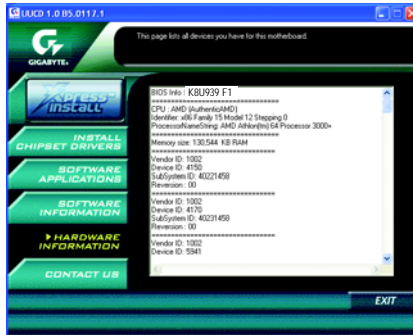 UUCD 1.0 B5.0117.1
GIGABYTE
This page lists all devices you have for this motherboard.
Xpress-
INSTALL
INSTALL
CHIPSET DRIVERS
SOFTWARE
APPLICATIONS
SOFTWARE
INFORMATION
HARDWARE
INFORMATION
CONTACT US
BIOS Info : K8U939 F1
==============================
CPU : AMD (AuthenticAMD)
Identifier: x86 Family 15 Model 12 Stepping 0
ProcessorNameString: AMD Athlon(tm) 64 Processor 3000+
==============================
Memory size: 130,544 KB RAM
==============================
Vendor ID: 1002
Device ID: 4150
SubSystem ID: 40221458
Reversion : 00
==============================
Vendor ID: 1002
Device ID: 4170
SubSystem ID: 40231458
Reversion : 00
==============================
Vendor ID: 1002
Device ID: 5941
EXIT